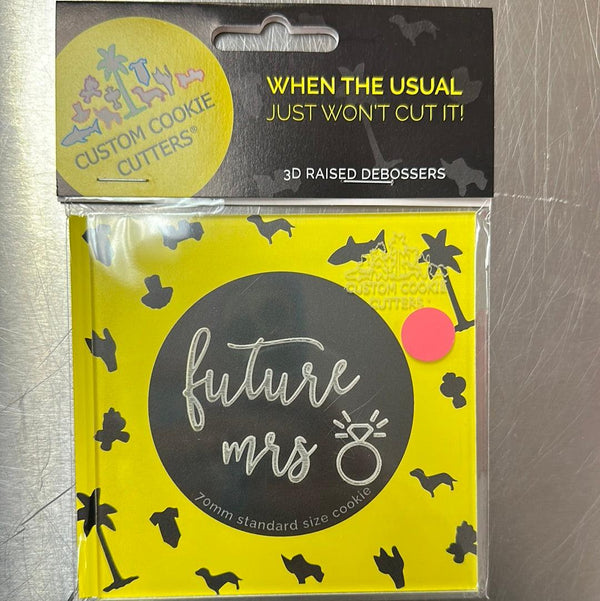 CUSTOM COOKIE
CUTTERS®
WHEN THE USUAL
JUST WON'T CUT IT!
3D RAISED DEBOSSERS
CUSTOM COOKIE
CUTTERS
future
mrs
70mm standard size cookie